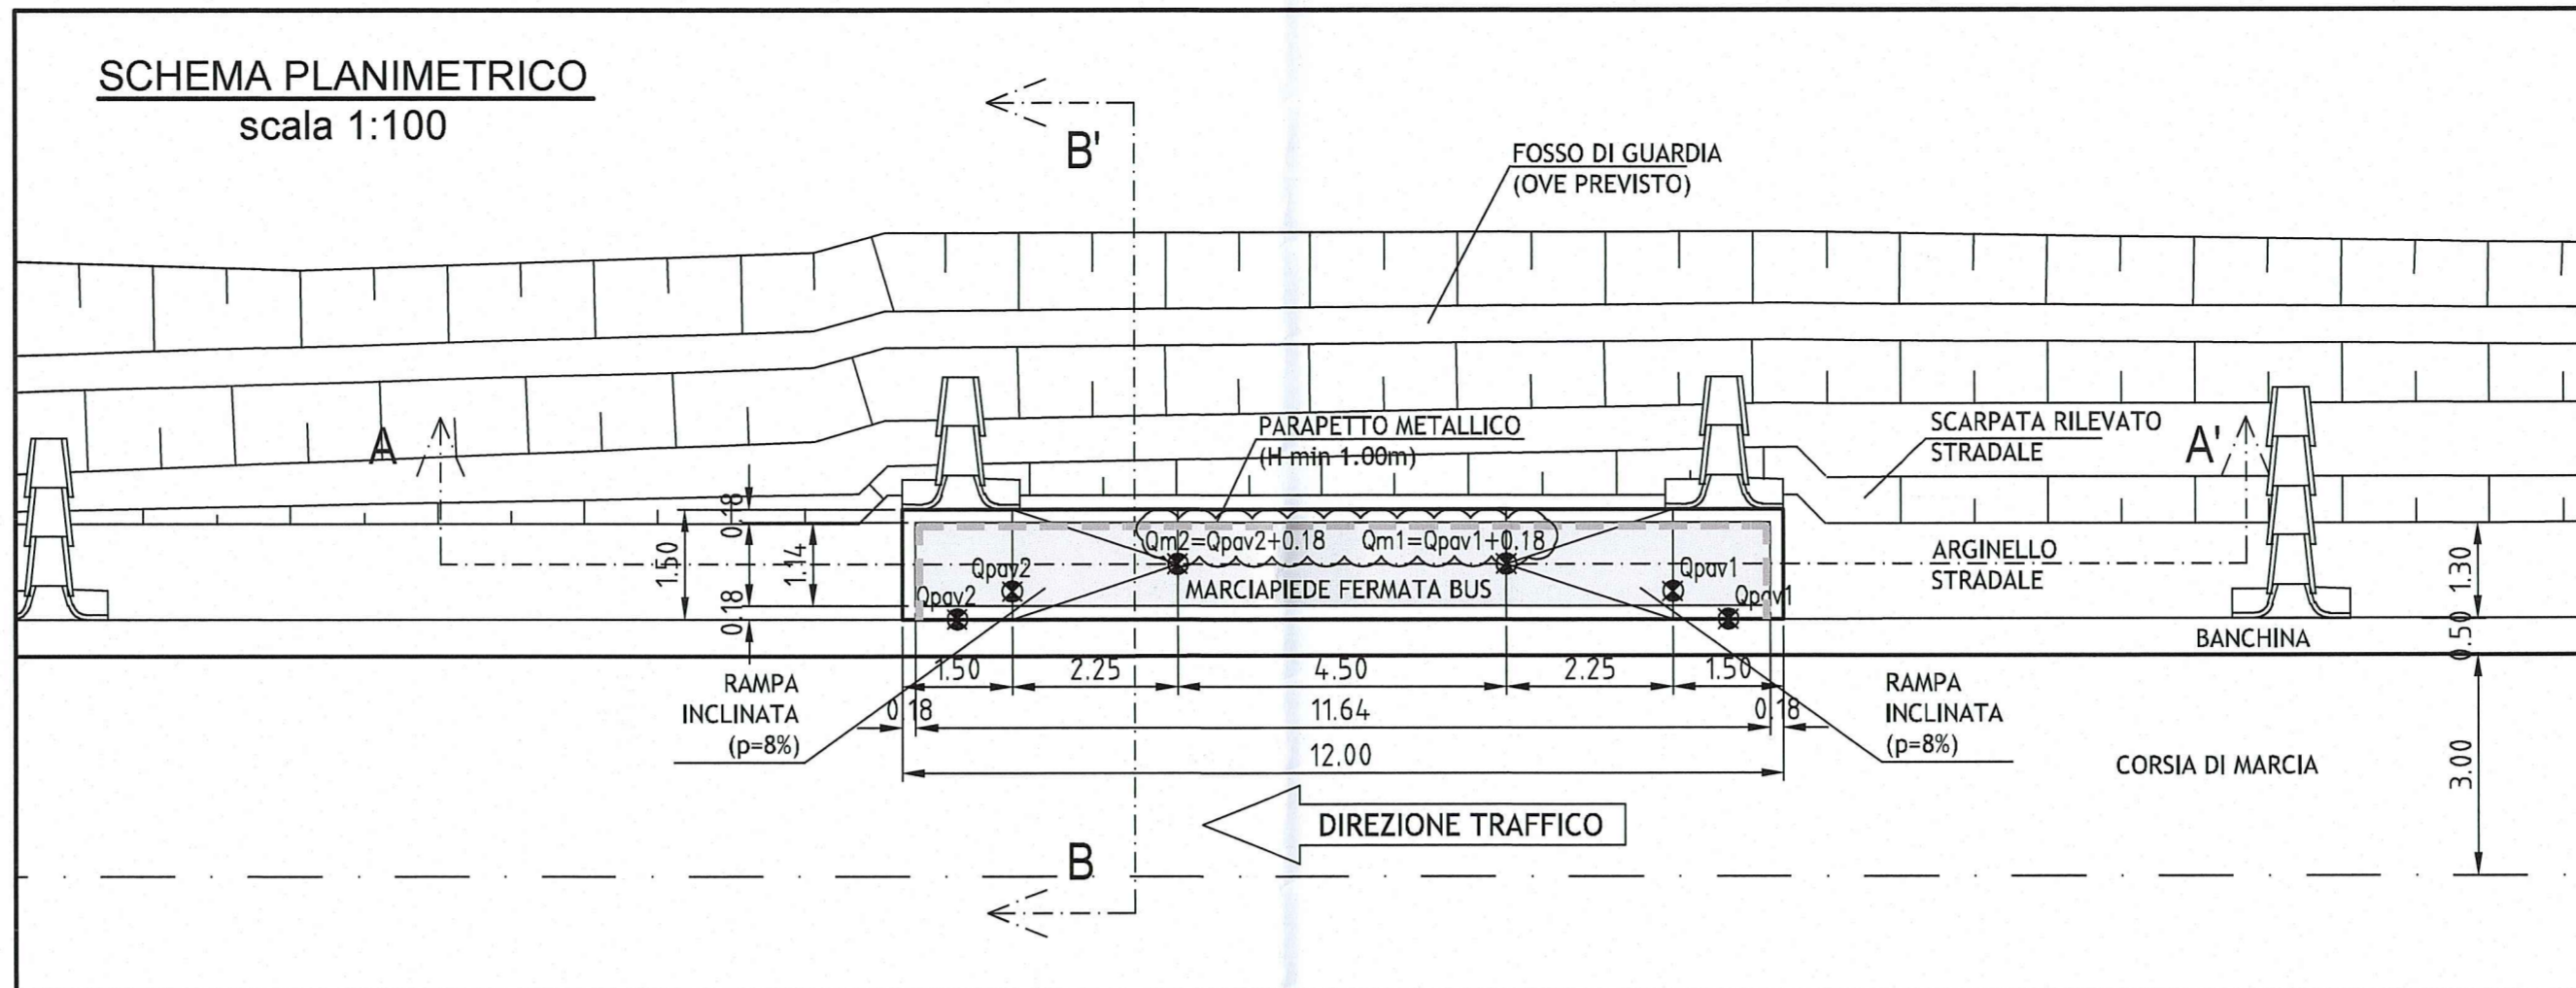 SCHEMA PLANIMETRICO
scala 1:100
B'
FOSSO DI GUARDIA
(OVE PREVISTO)
A
PARAPETTO METALLICO
(H min 1.00m)
SCARPATA RILEVATO
STRADALE
A'
0.18
1.50
1.14
0.18
Qm2=Qpav2+0.18
Qm1=Qpav1+0.18
Qpav2
Qpav1
MARCIAPIEDE FERMATA BUS
Qpav2
Qpav1
ARGINELLO
STRADALE
1.30
BANCHINA
0.50
1.50
2.25
4.50
2.25
1.50
RAMPA
INCLINATA
(p=8%)
0.18
11.64
0.18
12.00
RAMPA
INCLINATA
(p=8%)
CORSIA DI MARCIA
3.00
DIREZIONE TRAFFICO
B